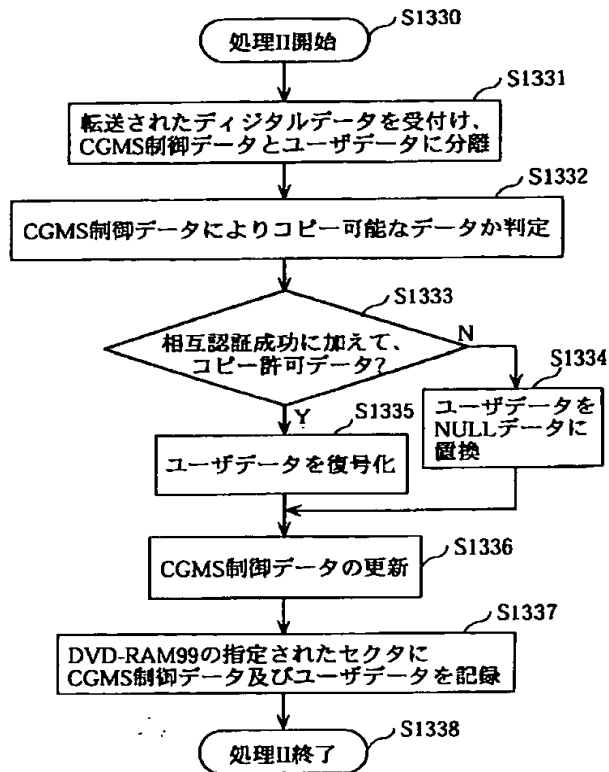 S1330
処理II開始
S1331
転送されたディジタルデータを受付け、
CGMS制御データとユーザデータに分離
S1332
CGMS制御データによりコピー可能なデータか判定
S1333
相互認証成功に加えて、
コピー許可データ?
N
S1334
ユーザデータを
NULLデータに
置換
Y
S1335
ユーザデータを復号化
S1336
CGMS制御データの更新
S1337
DVD-RAM99の指定されたセクタに
CGMS制御データ及びユーザデータを記録
S1338
処理II終了